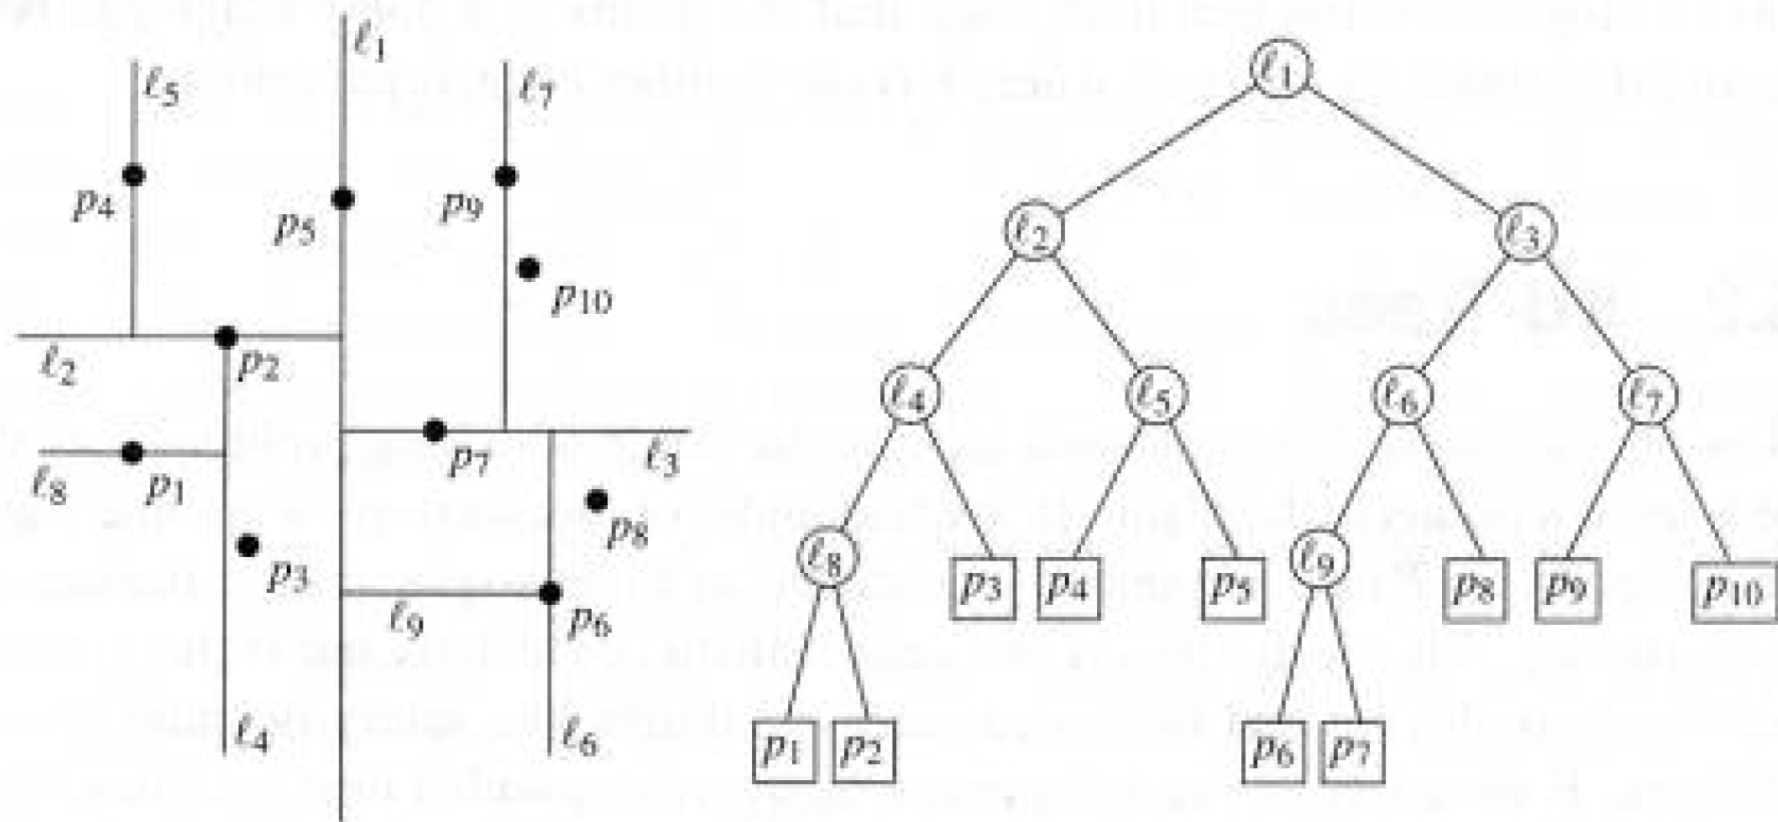 ℓ1
ℓ5
ℓ7
p4
p5
p9
p10
ℓ2
p2
ℓ8
p1
p7
ℓ3
p8
p3
ℓ9
p6
ℓ4
ℓ6
ℓ1
ℓ2 ℓ3
ℓ4 ℓ5 ℓ6 ℓ7
ℓ8 p3 p4 p5 ℓ9 p8 p9 p10
p1 p2 p6 p7